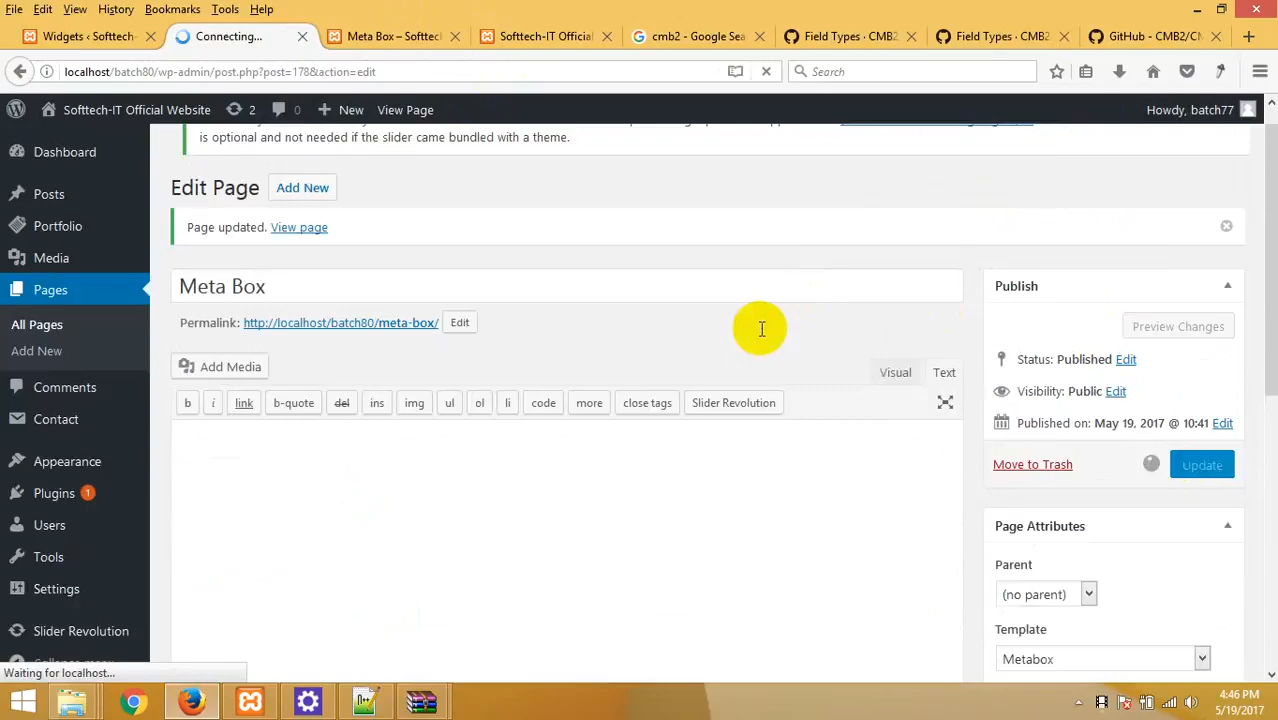 File Edit View History Bookmarks Tools Help
Widgets ‹ Softtech-
Connecting...
Meta Box – Softtec
Softtech-IT Official
cmb2 - Google Sea
Field Types · CMB2
Field Types · CMB2
GitHub - CMB2/CM
localhost/batch80/wp-admin/post.php?post=178&action=edit
Search
Softtech-IT Official Website 2 0 New View Page
Howdy, batch77
is optional and not needed if the slider came bundled with a theme.
Dashboard
Posts
Portfolio
Media
Pages
All Pages
Add New
Comments
Contact
Appearance
Plugins 1
Users
Tools
Settings
Slider Revolution
Edit Page Add New
Page updated. View page
Meta Box
Permalink: http://localhost/batch80/meta-box/ Edit
Add Media
Visual Text
b i link b-quote del ins img ul ol li code more close tags Slider Revolution
Publish
Preview Changes
Status: Published Edit
Visibility: Public Edit
Published on: May 19, 2017 @ 10:41 Edit
Move to Trash Update
Page Attributes
Parent
(no parent)
Template
Metabox
Waiting for localhost...
4:46 PM
5/19/2017